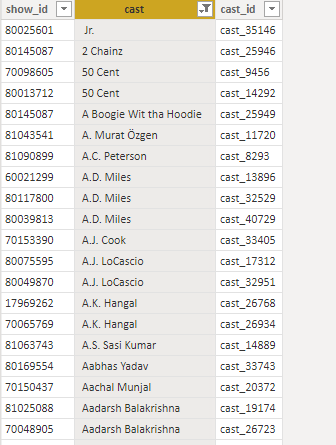 show_id cast cast_id
80025601 Jr. cast_35146
80145087 2 Chainz cast_25946
70098605 50 Cent cast_9456
80013712 50 Cent cast_14292
80145087 A Boogie Wit tha Hoodie cast_25949
81043541 A. Murat Özgen cast_11720
81090899 A.C. Peterson cast_8293
60021299 A.D. Miles cast_13896
80117800 A.D. Miles cast_32529
80039813 A.D. Miles cast_40729
70153390 A.J. Cook cast_33405
80075595 A.J. LoCascio cast_17312
80049870 A.J. LoCascio cast_32951
17969262 A.K. Hangal cast_26768
70065769 A.K. Hangal cast_26934
81063743 A.S. Sasi Kumar cast_14889
80169554 Aabhas Yadav cast_33743
70150437 Aachal Munjal cast_20372
81025088 Aadarsh Balakrishna cast_19174
70048905 Aadarsh Balakrishna cast_26723